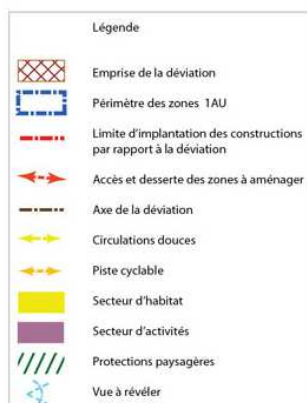 Légende
Emprise de la déviation
Périmètre des zones 1AU
Limite d'implantation des constructions
par rapport à la déviation
Accès et desserte des zones à aménager
Axe de la déviation
Circulations douces
Piste cyclable
Secteur d'habitat
Secteur d'activités
Protections paysagères
Vue à révéler